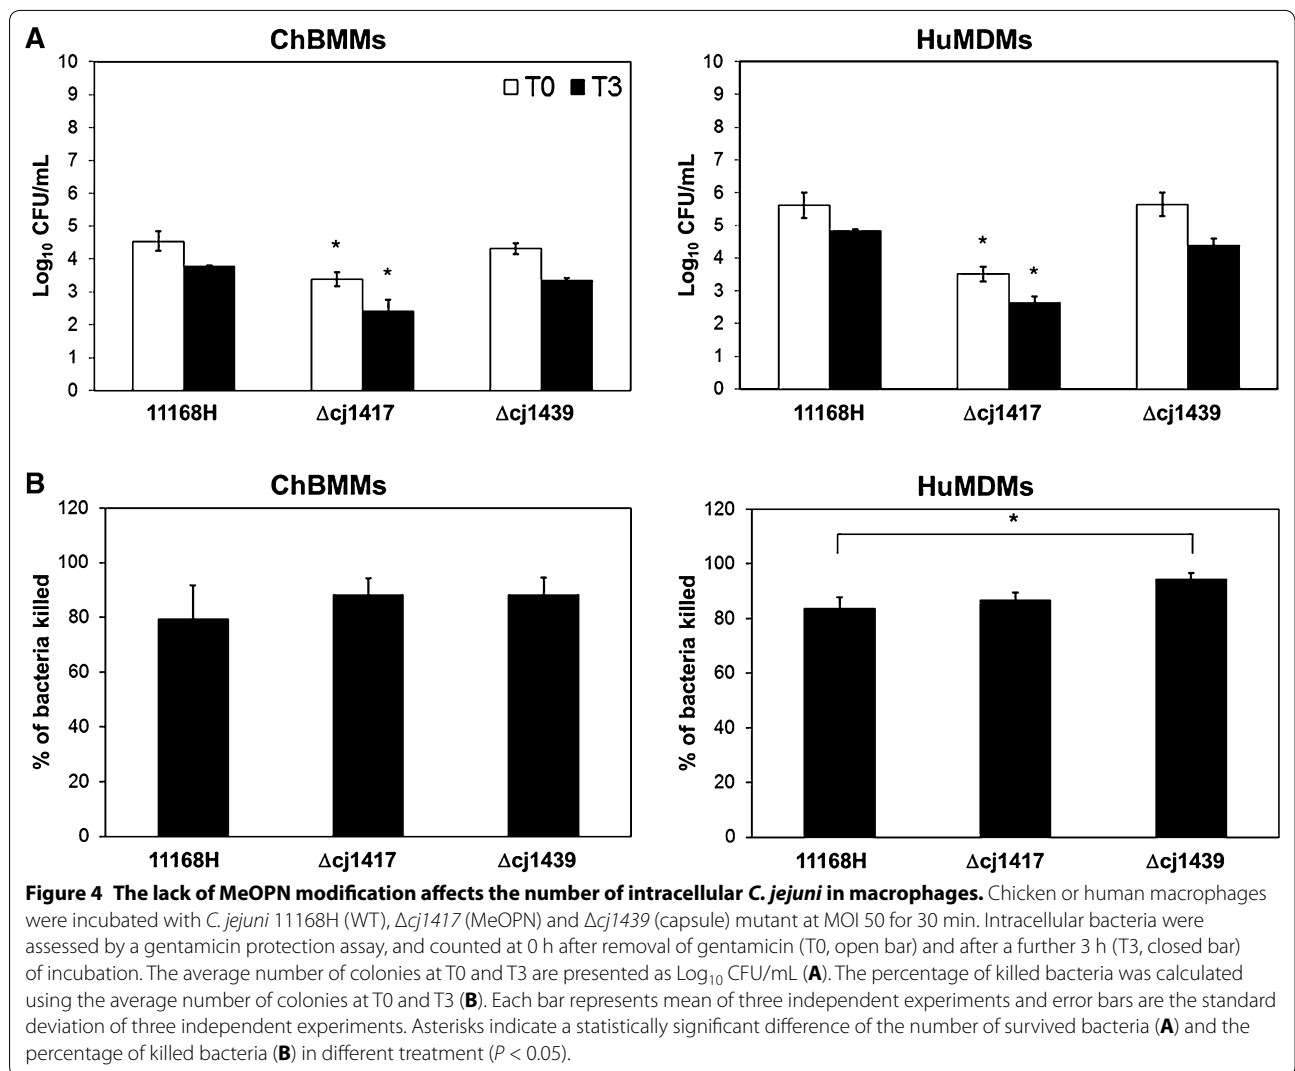 A
ChBMMs
HuMDMs
Log10 CFU/mL
10
9
8
7
6
5
4
3
2
1
0
T0 T3
* *
11168H Δcj1417 Δcj1439
Log10 CFU/mL
10
9
8
7
6
5
4
3
2
1
0
* *
11168H Δcj1417 Δcj1439
B
ChBMMs
HuMDMs
% of bacteria killed
120
100
80
60
40
20
0
11168H Δcj1417 Δcj1439
% of bacteria killed
120
100
80
60
40
20
0
*
11168H Δcj1417 Δcj1439
Figure 4 The lack of MeOPN modification affects the number of intracellular C. jejuni in macrophages. Chicken or human macrophages
were incubated with C. jejuni 11168H (WT), Δcj1417 (MeOPN) and Δcj1439 (capsule) mutant at MOI 50 for 30 min. Intracellular bacteria were
assessed by a gentamicin protection assay, and counted at 0 h after removal of gentamicin (T0, open bar) and after a further 3 h (T3, closed bar)
of incubation. The average number of colonies at T0 and T3 are presented as Log10 CFU/mL (A). The percentage of killed bacteria was calculated
using the average number of colonies at T0 and T3 (B). Each bar represents mean of three independent experiments and error bars are the standard
deviation of three independent experiments. Asterisks indicate a statistically significant difference of the number of survived bacteria (A) and the
percentage of killed bacteria (B) in different treatment (P < 0.05).